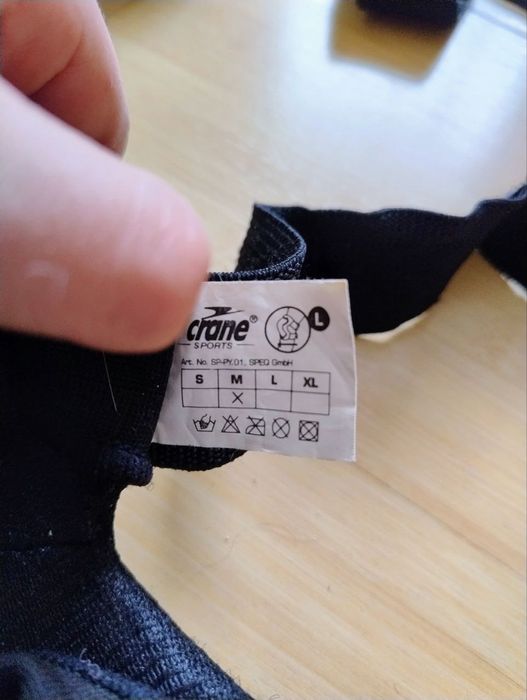 crane®
SPORTS
L
Art. No. SP-PY.01, SPEQ GmbH
S M L XL
X